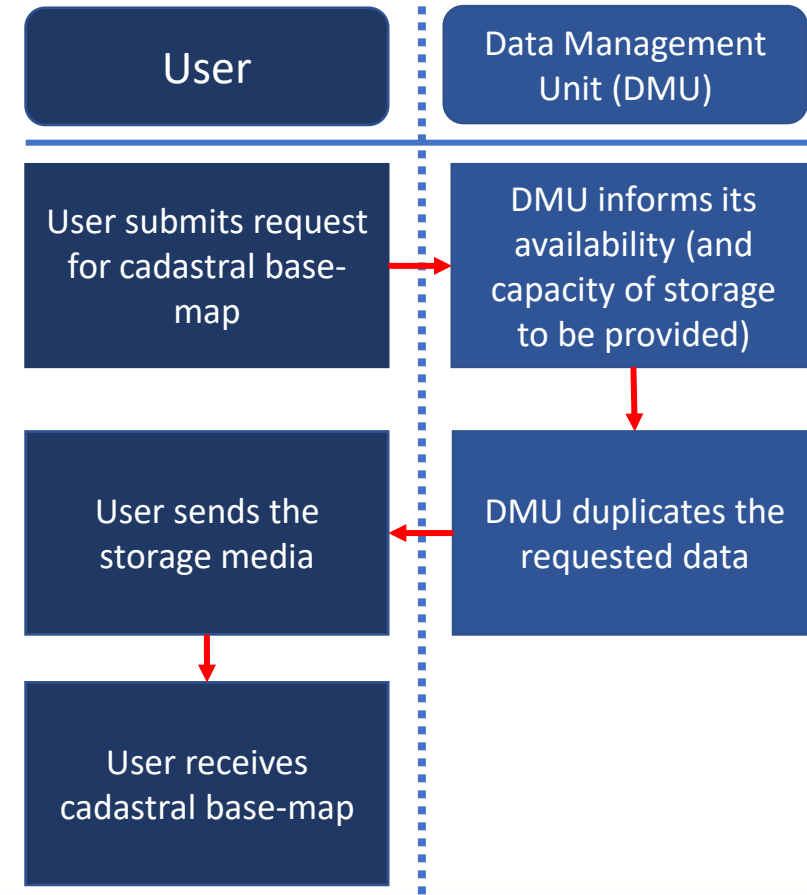 User
Data Management
Unit (DMU)
User submits request
for cadastral base-
map
DMU informs its
availability (and
capacity of storage
to be provided)
User sends the
storage media
DMU duplicates the
requested data
User receives
cadastral base-map